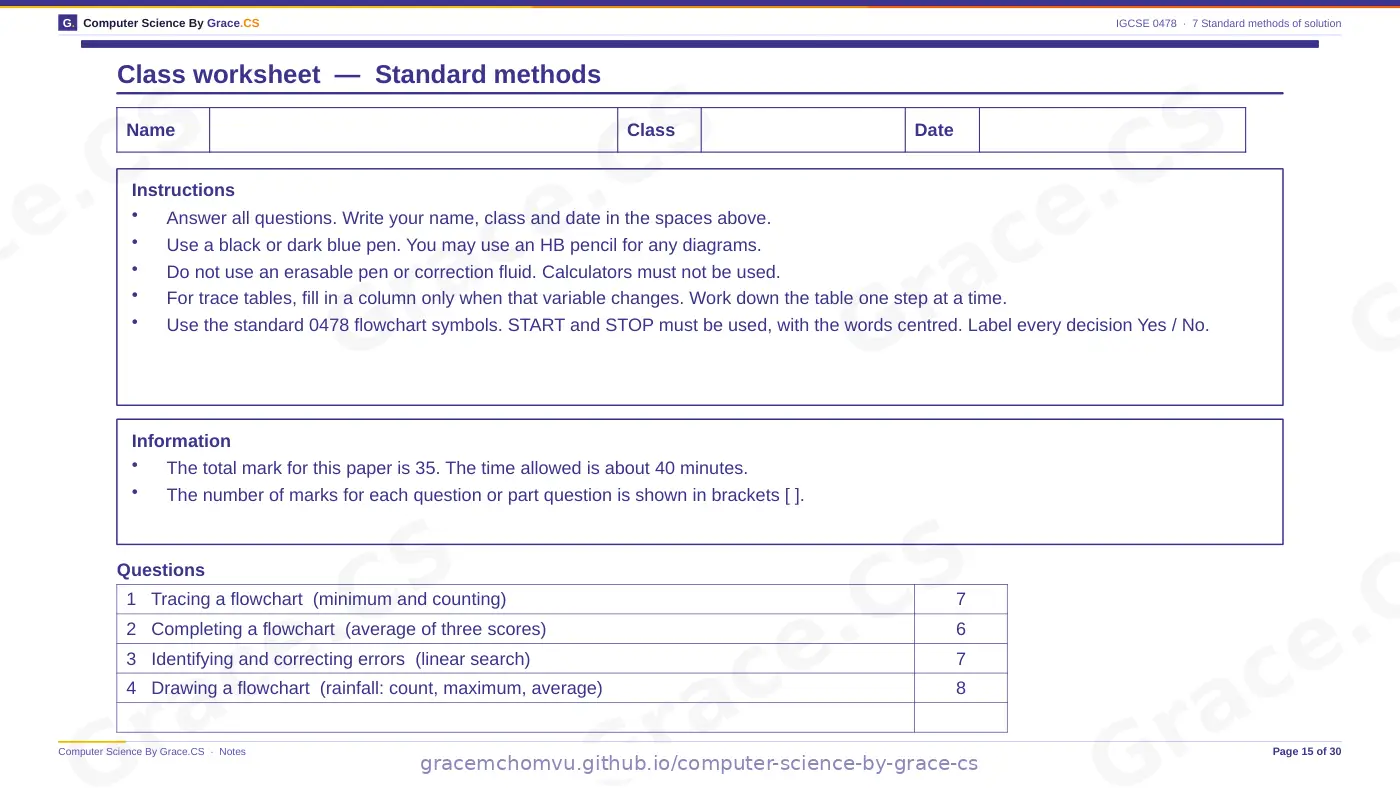 G. Computer Science By Grace.CS
IGCSE 0478 · 7 Standard methods of solution
Class worksheet — Standard methods
Name Class Date
Instructions
• Answer all questions. Write your name, class and date in the spaces above.
• Use a black or dark blue pen. You may use an HB pencil for any diagrams.
• Do not use an erasable pen or correction fluid. Calculators must not be used.
• For trace tables, fill in a column only when that variable changes. Work down the table one step at a time.
• Use the standard 0478 flowchart symbols. START and STOP must be used, with the words centred. Label every decision Yes / No.
Information
• The total mark for this paper is 35. The time allowed is about 40 minutes.
• The number of marks for each question or part question is shown in brackets [ ].
Questions
1 Tracing a flowchart (minimum and counting) 7
2 Completing a flowchart (average of three scores) 6
3 Identifying and correcting errors (linear search) 7
4 Drawing a flowchart (rainfall: count, maximum, average) 8
Computer Science By Grace.CS · Notes
Page 15 of 30
gracemchomvu.github.io/computer-science-by-grace-cs
Grace.CS